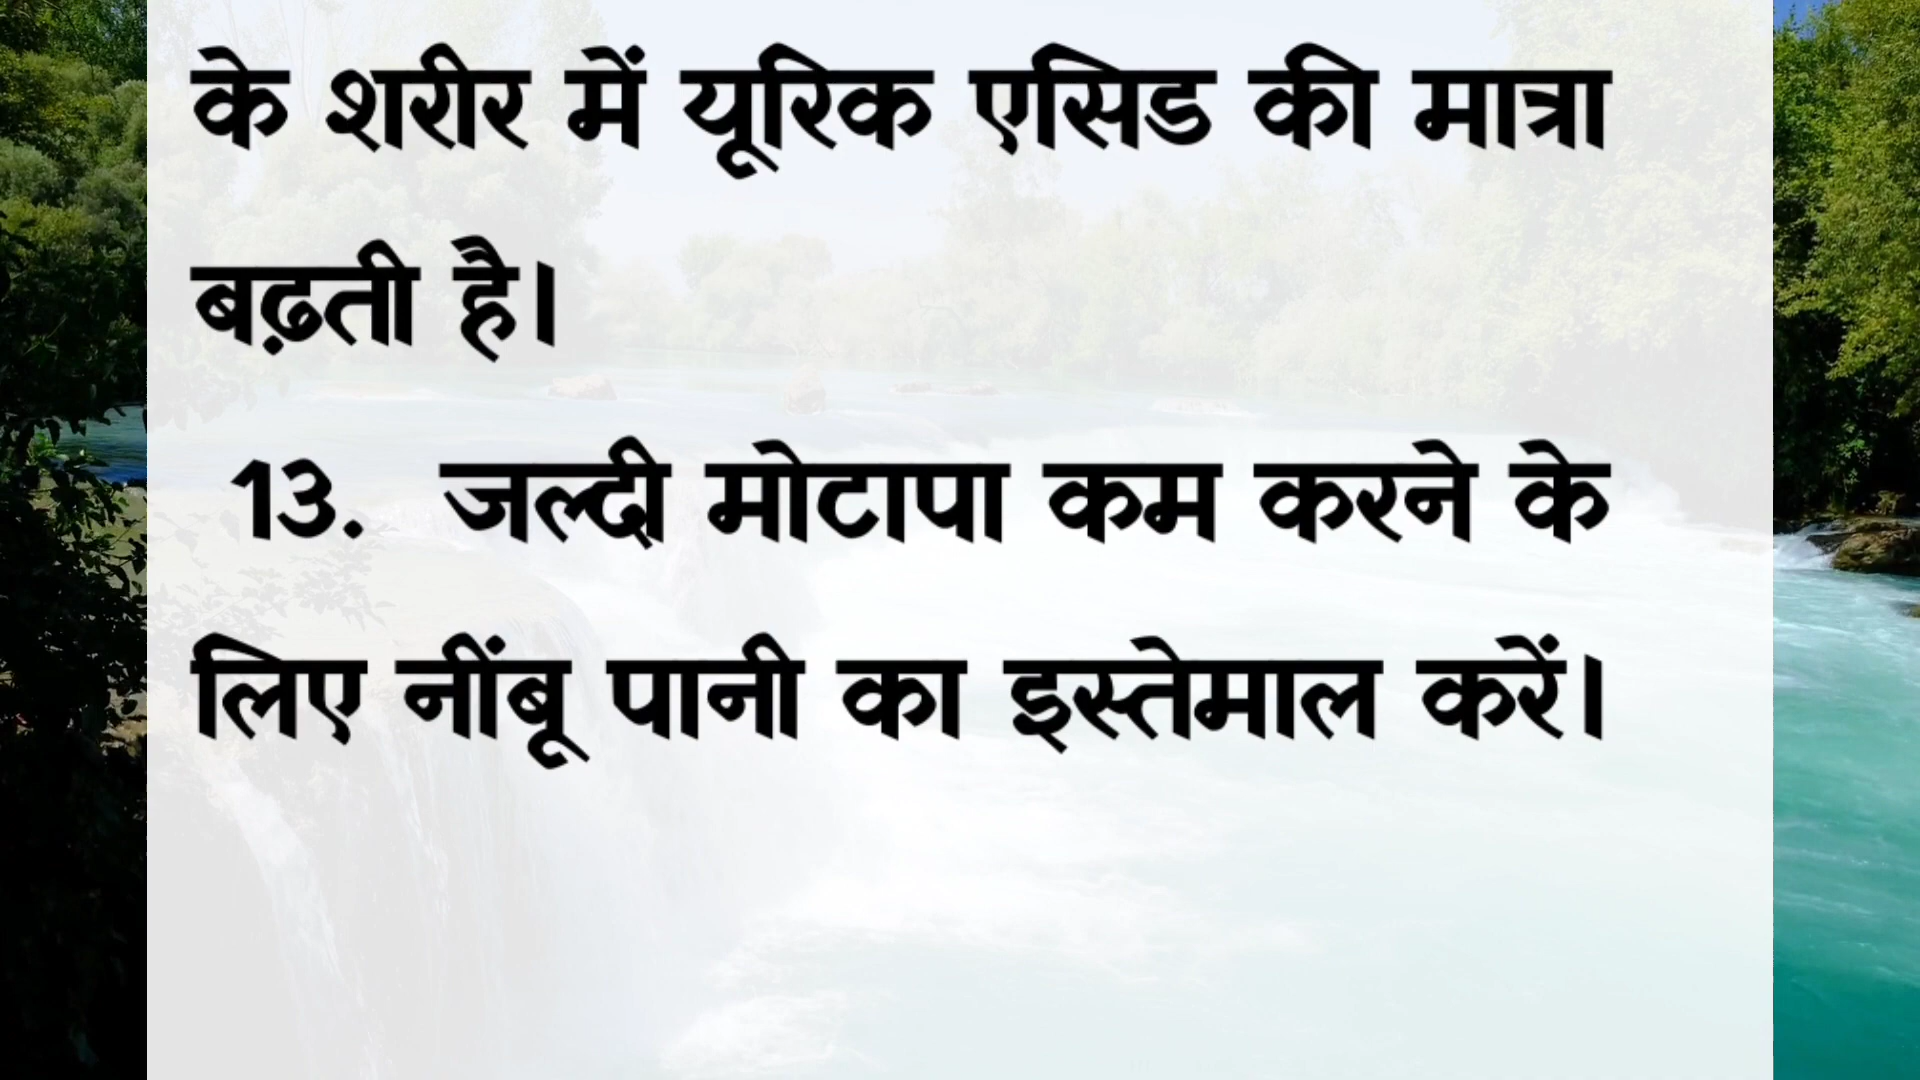 के शरीर में यूरिक एसिड की मात्रा
बढ़ती है।
13. जल्दी मोटापा कम करने के
लिए नींबू पानी का इस्तेमाल करें।